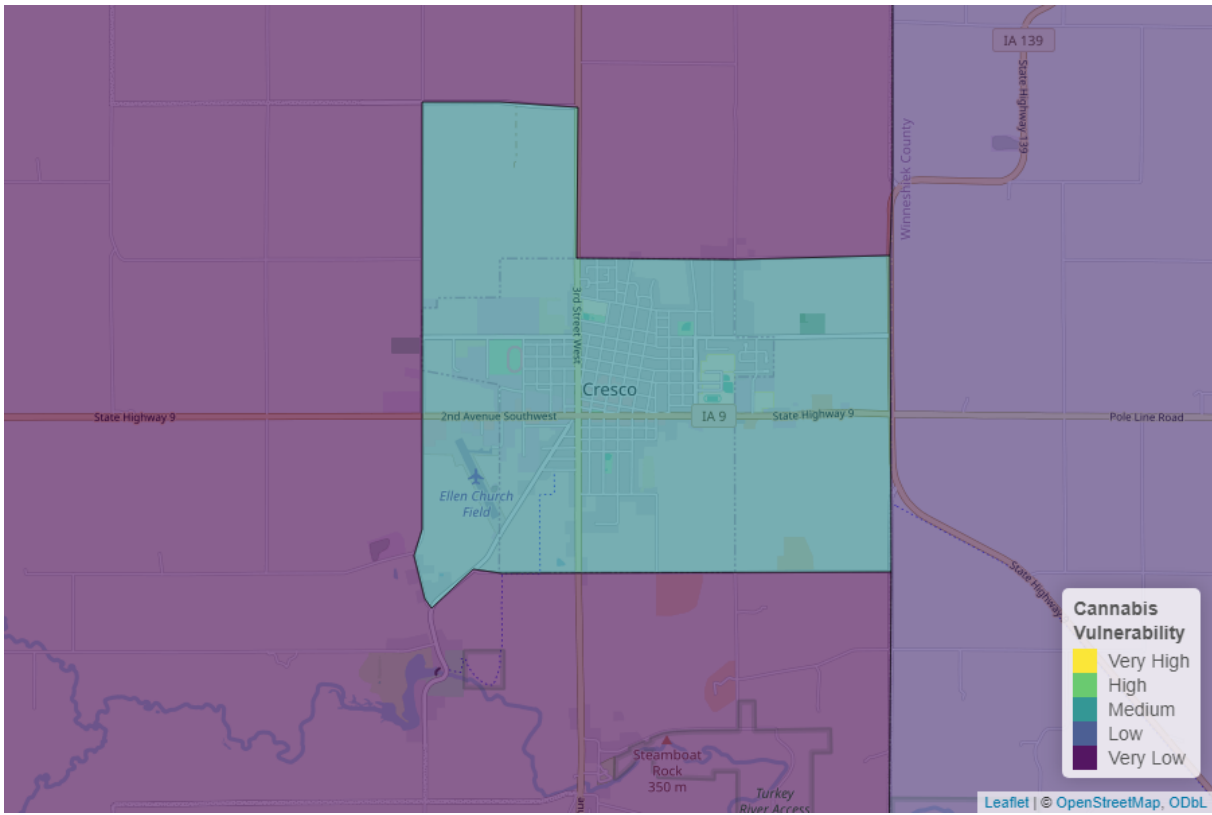 IA 139
State Highway 139
Winneshiek County
3rd Street West
Cresco
State Highway 9
2nd Avenue Southwest
IA 9
State Highway 9
Pole Line Road
Ellen Church
Field
State Highway
Steamboat
Rock
350 m
Turkey
River Access
Cannabis
Vulnerability
Very High
High
Medium
Low
Very Low
Leaflet | © OpenStreetMap, ODbL